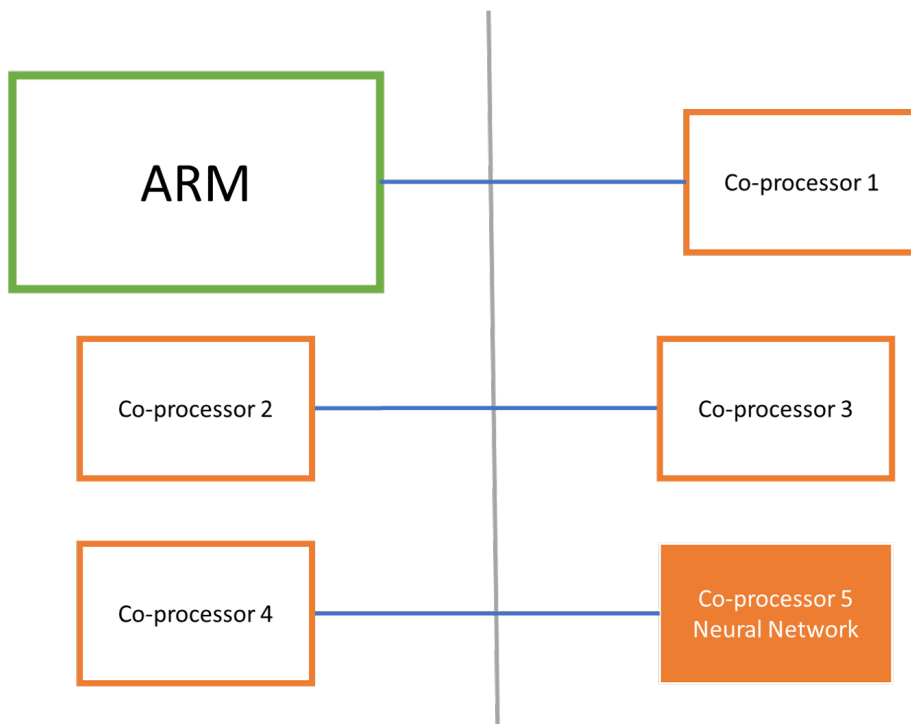 ARM
Co-processor 1
Co-processor 2
Co-processor 3
Co-processor 4
Co-processor 5
Neural Network